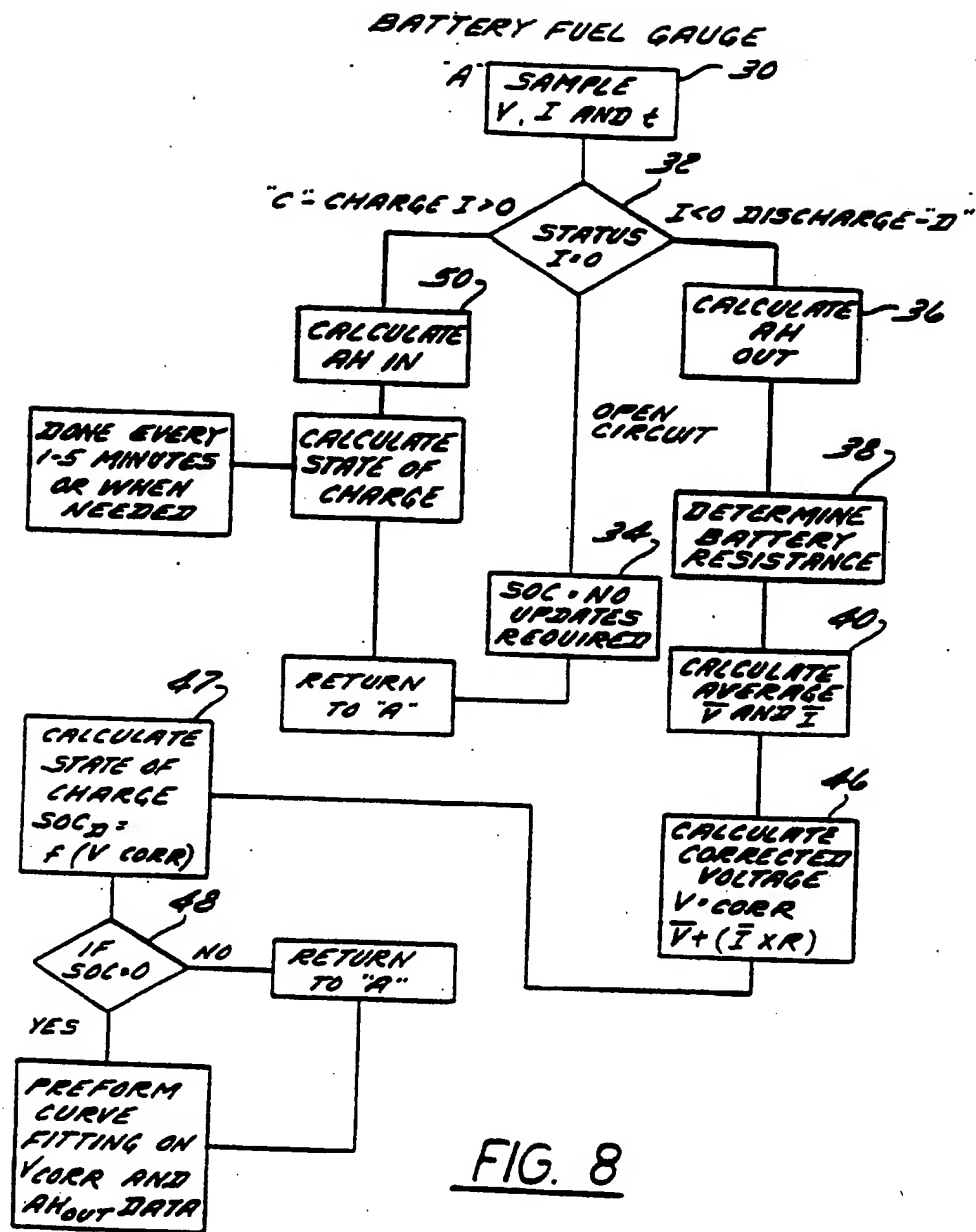 BATTERY FUEL GAUGE
"A"
SAMPLE
V, I AND t
30
32
"C"-CHARGE I>0
I<0 DISCHARGE-"D"
STATUS
I=0
50
CALCULATE
AH IN
CALCULATE
AH
OUT
36
OPEN
CIRCUIT
DONE EVERY
1-5 MINUTES
OR WHEN
NEEDED
CALCULATE
STATE OF
CHARGE
38
DETERMINE
BATTERY
RESISTANCE
34
SOC=NO
UPDATES
REQUIRED
40
CALCULATE
AVERAGE
V̅ AND I̅
RETURN
TO "A"
47
CALCULATE
STATE OF
CHARGE
SOC_D =
f (V CORR)
46
CALCULATE
CORRECTED
VOLTAGE
V=CORR
V̅+(I̅ XR)
48
IF
SOC=0
NO
RETURN
TO "A"
YES
PREFORM
CURVE
FITTING ON
VCORR AND
AHOUT DATA
FIG. 8